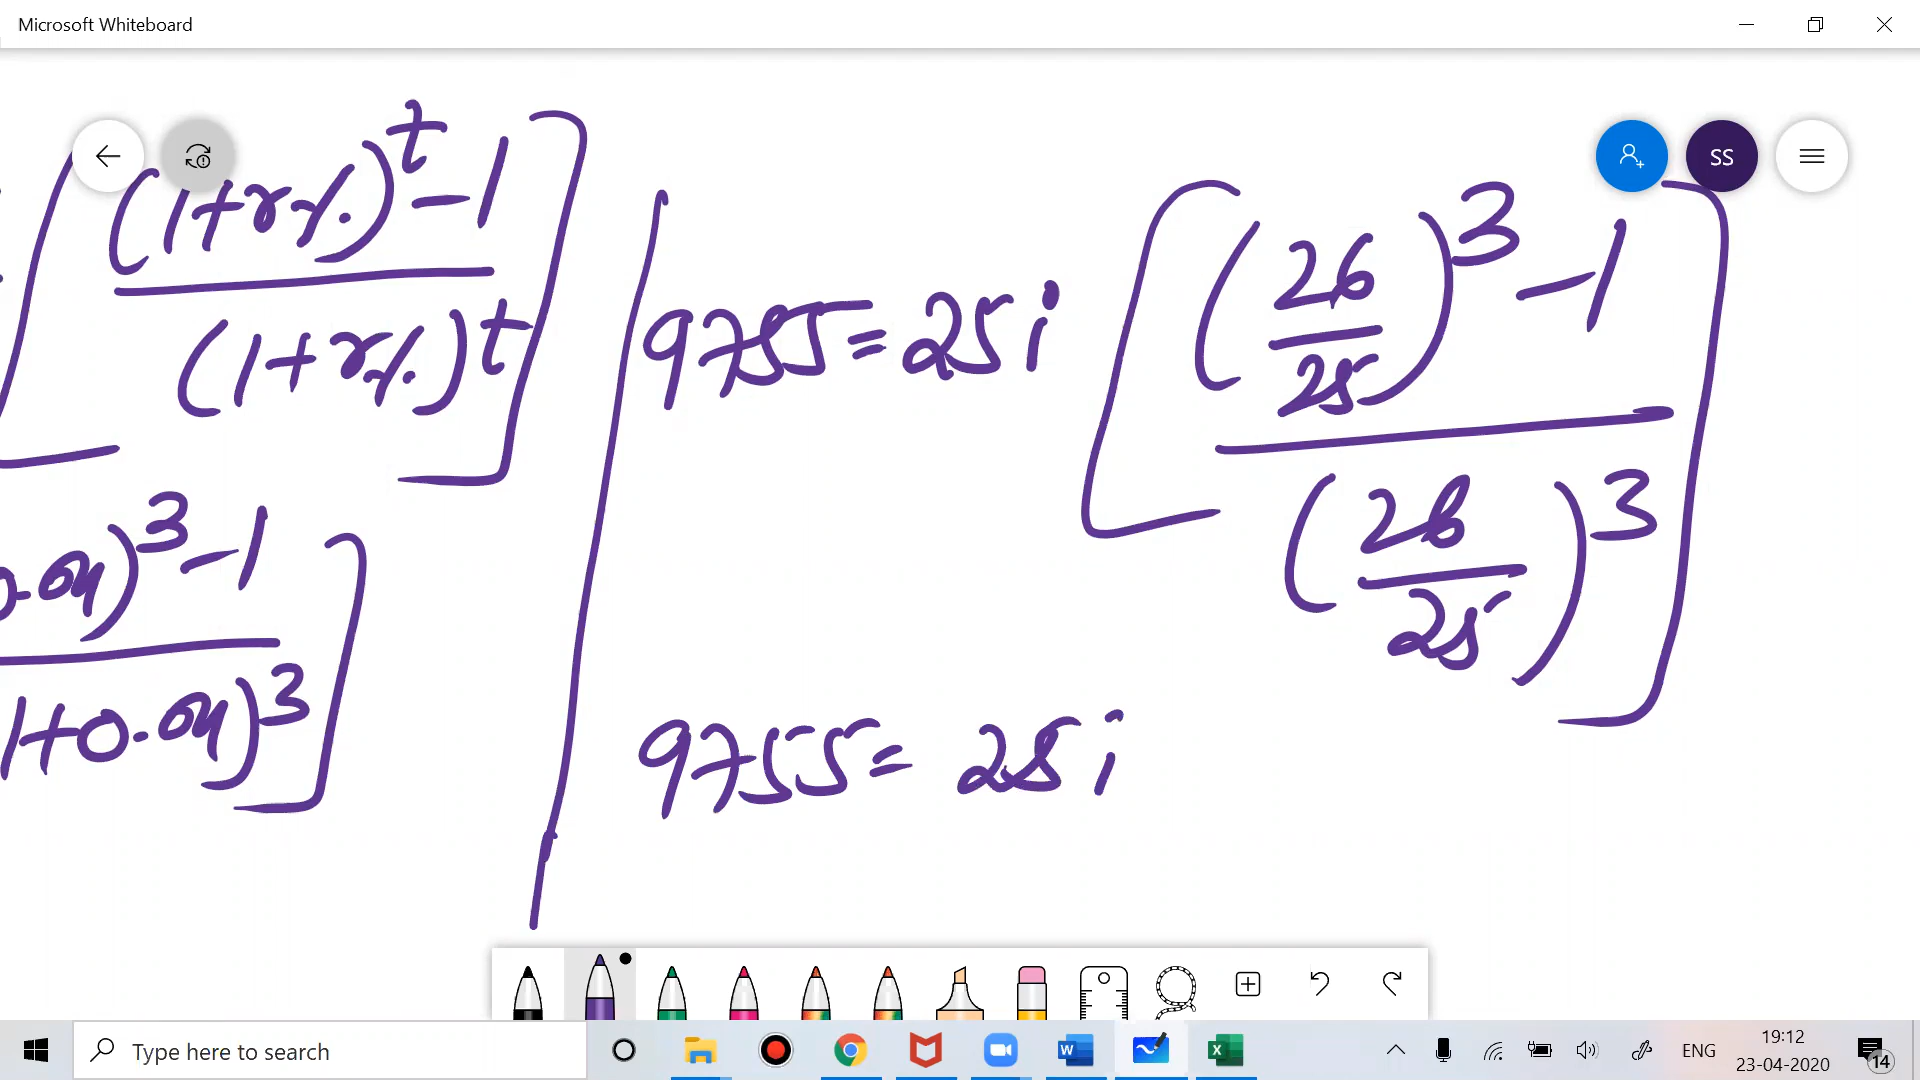 Microsoft Whiteboard
SS
(1+r%)^t-1
(1+r%)^t
0.04)^3-1
1+0.04)^3
9755=25i
(26/25)^3-1
(26/25)^3
9755=25i
Type here to search
ENG
19:12
23-04-2020
14